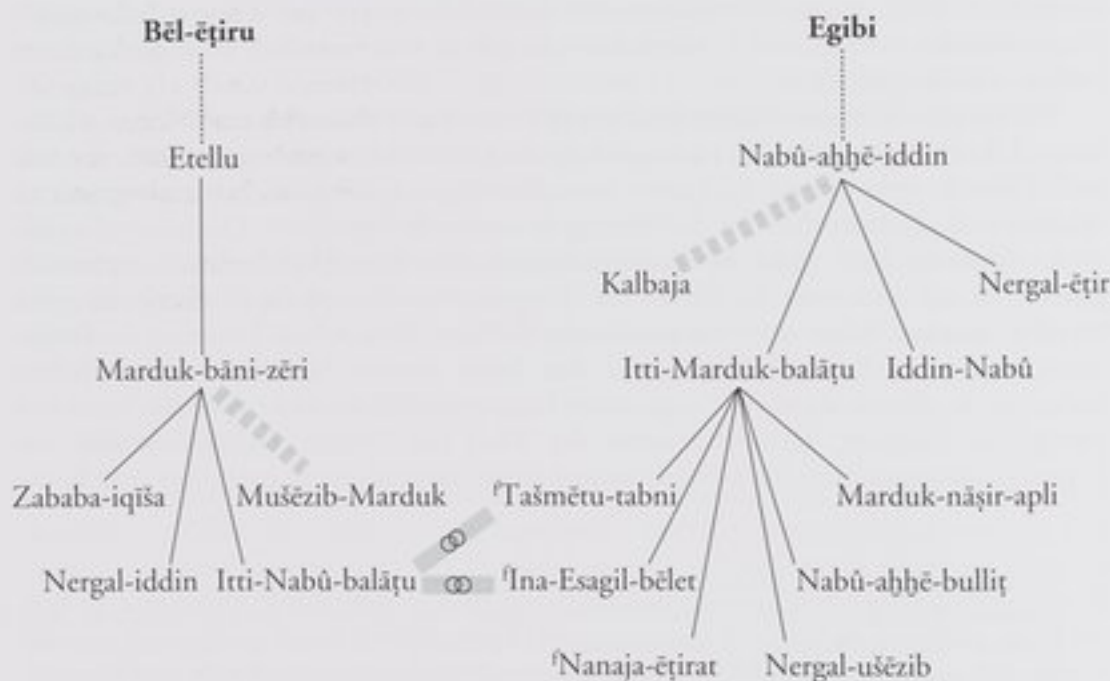 Bēl-ēṭiru Egibi
Etellu Nabû-aḫḫē-iddin
Kalbaja Nergal-ēṭir
Marduk-bāni-zēri Itti-Marduk-balāṭu Iddin-Nabû
Zababa-iqīša Mušēzib-Marduk ᶠTašmētu-tabni Marduk-nāṣir-apli
Nergal-iddin Itti-Nabû-balāṭu ᶠIna-Esagil-bēlet Nabû-aḫḫē-bulliṭ
ᶠNanaja-ēṭirat Nergal-ušēzib